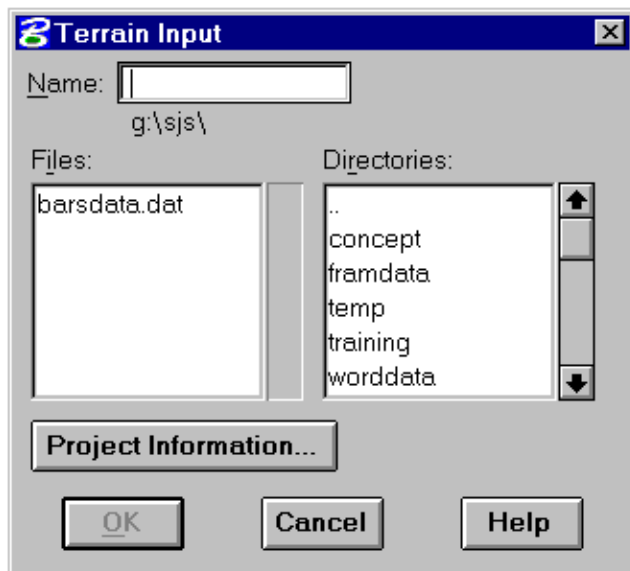 Terrain Input
Name:
g:\sjs\
Files:
Directories:
barsdata.dat
..
concept
framdata
temp
training
worddata
Project Information...
OK
Cancel
Help